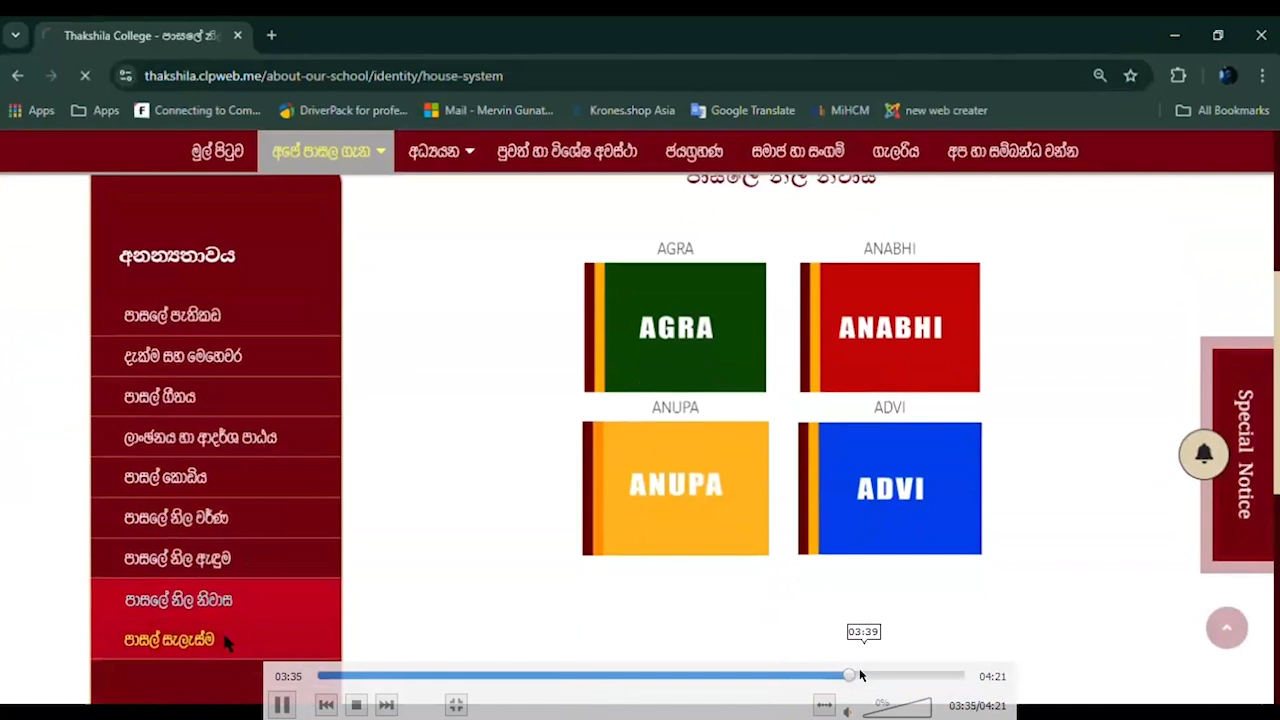 Thakshila College - පාසලේ නි
thakshila.clpweb.me/about-our-school/identity/house-system
Apps Apps Connecting to Com... DriverPack for profe... Mail - Mervin Gunat... Krones.shop Asia Google Translate MiHCM new web creater All Bookmarks
මුල් පිටුව අපේ පාසල ගැන අධ්‍යයන පුවත් හා විශේෂ අවස්ථා ජයග්‍රහණ සමාජ හා සංගම් ගැලරිය අප හා සම්බන්ධ වන්න
පාසලේ නිල නිවාස
අනන්‍යතාවය
පාසලේ පැතිකඩ
දැක්ම සහ මෙහෙවර
පාසල් ගීතය
ලාංඡනය හා ආදර්ශ පාඨය
පාසල් කොඩිය
පාසලේ නිල වර්ණ
පාසලේ නිල ඇඳුම
පාසලේ නිල නිවාස
පාසල් සැලැස්ම
AGRA ANABHI
AGRA ANABHI
ANUPA ADVI
ANUPA ADVI
Special Notice
03:39
03:35 04:21
0% 03:35/04:21